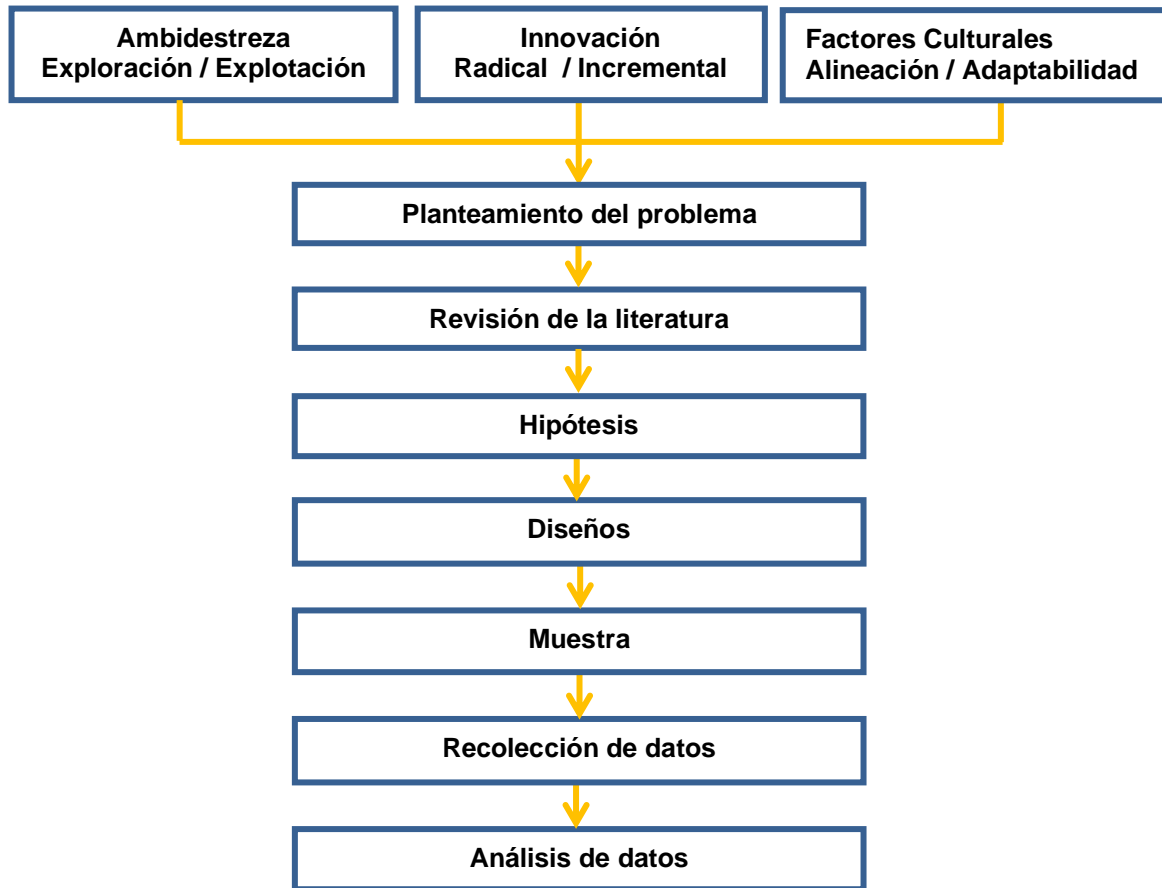 Ambidestreza
Exploración / Explotación
Innovación
Radical / Incremental
Factores Culturales
Alineación / Adaptabilidad
Planteamiento del problema
Revisión de la literatura
Hipótesis
Diseños
Muestra
Recolección de datos
Análisis de datos